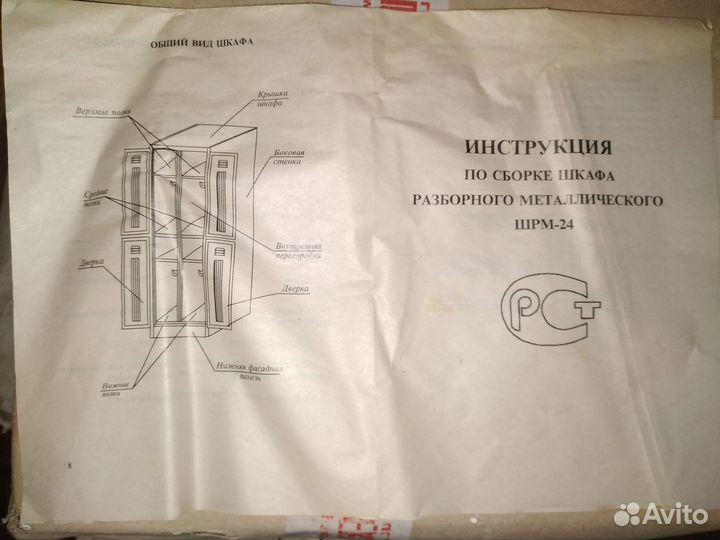 ОБЩИЙ ВИД ШКАФА
Верхние полки
Крышка
шкафа
Боковая
стенка
Средние
полки
Внутренняя
перегородка
Дверка
Дверка
Нижняя фасадная
панель
Нижние
полки
8
ИНСТРУКЦИЯ
ПО СБОРКЕ ШКАФА
РАЗБОРНОГО МЕТАЛЛИЧЕСКОГО
ШРМ-24
РСТ
Avito